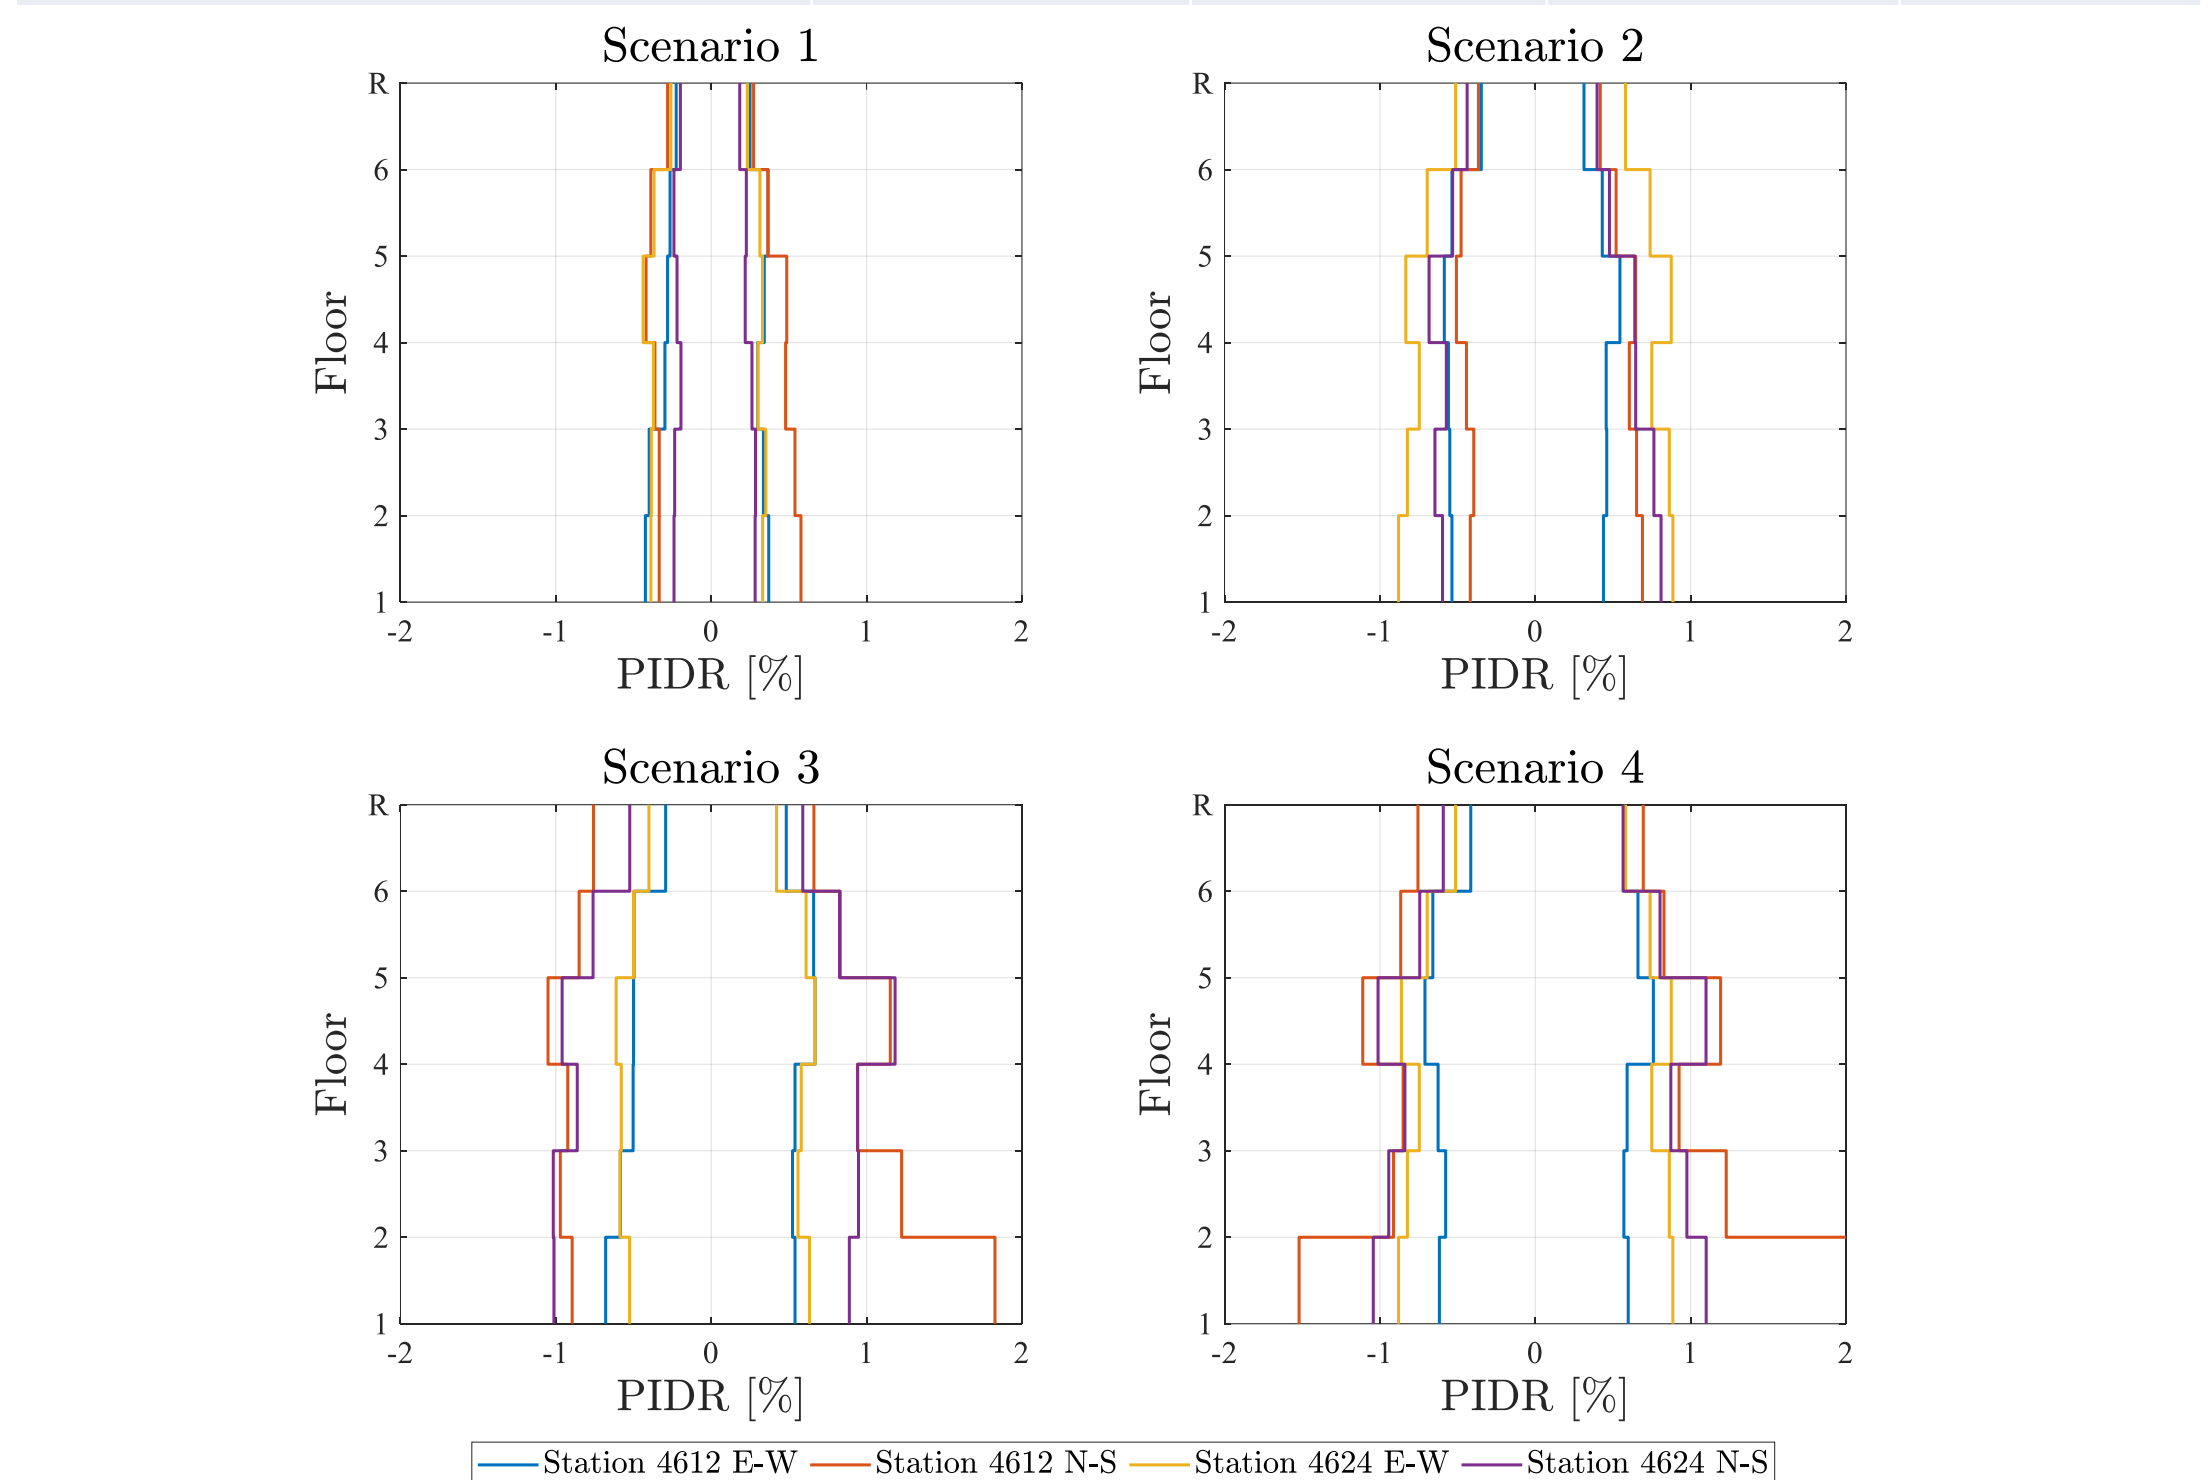 Scenario 1
R
6
5
4
3
2
1
Floor
-2 -1 0 1 2
PIDR [%]
Scenario 2
R
6
5
4
3
2
1
Floor
-2 -1 0 1 2
PIDR [%]
Scenario 3
R
6
5
4
3
2
1
Floor
-2 -1 0 1 2
PIDR [%]
Scenario 4
R
6
5
4
3
2
1
Floor
-2 -1 0 1 2
PIDR [%]
Station 4612 E-W Station 4612 N-S Station 4624 E-W Station 4624 N-S